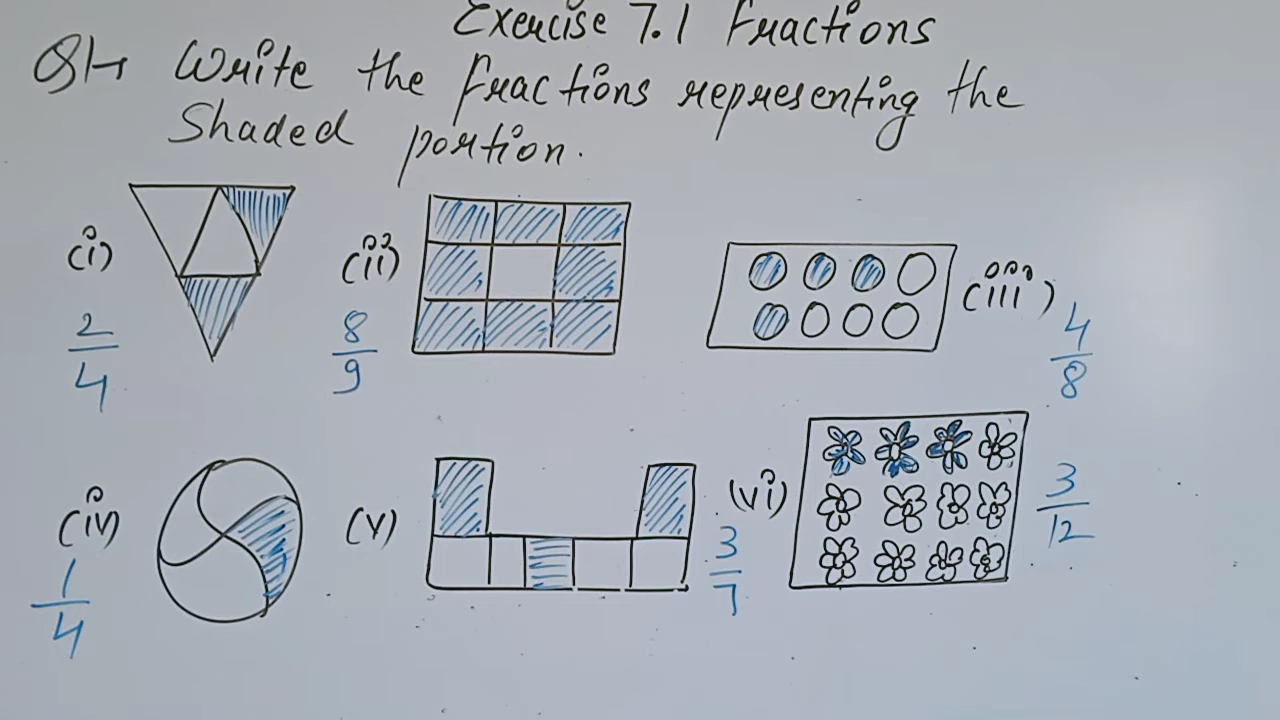 Exercise 7.1 Fractions
Q1. Write the fractions representing the
Shaded portion.
(i)
2/4
(ii)
8/9
(iii)
4/8
(iv)
1/4
(v)
3/7
(vi)
3/12